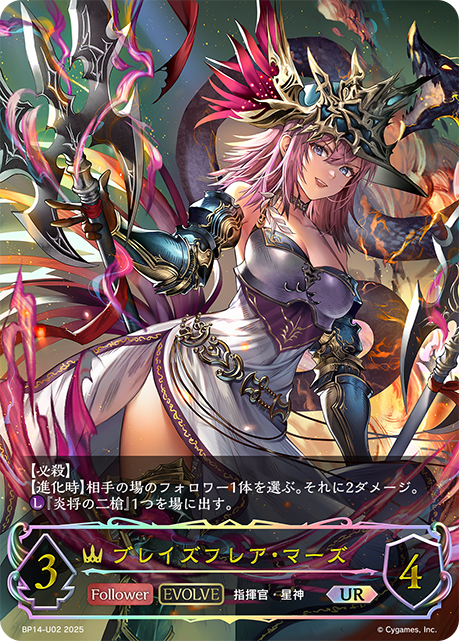 【必殺】
【進化時】相手の場のフォロワー1体を選ぶ。それに2ダメージ。
L 『炎将の二槍』1つを場に出す。
3 ブレイズフレア・マーズ 4
Follower EVOLVE 指揮官・星神 UR
BP14-U02 2025 © Cygames, Inc.